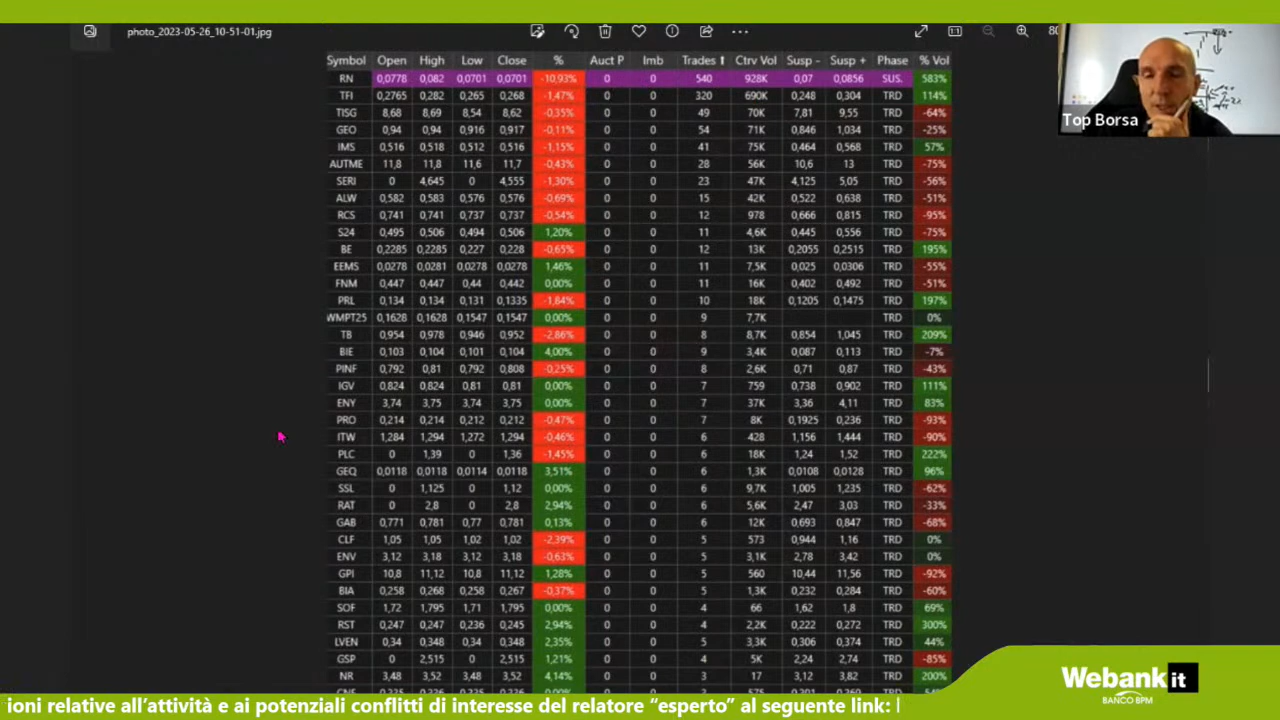 photo_2023-05-26_10-51-01.jpg
80
Top Borsa
Symbol Open High Low Close % Auct P Imb Trades Ctrv Vol Susp - Susp + Phase % Vol
RN 0,0778 0,082 0,0701 0,0701 -10,93% 0 0 540 928K 0,07 0,0856 SUS. 583%
TFI 0,2765 0,282 0,265 0,268 -1,47% 0 0 320 690K 0,248 0,304 TRD 114%
TISG 8,68 8,69 8,54 8,62 -0,35% 0 0 49 70K 7,81 9,55 TRD -64%
GEO 0,94 0,94 0,916 0,917 -0,11% 0 0 54 71K 0,846 1,034 TRD -25%
IMS 0,516 0,518 0,512 0,516 -1,15% 0 0 41 75K 0,464 0,568 TRD 57%
AUTME 11,8 11,8 11,6 11,7 -0,43% 0 0 28 56K 10,6 13 TRD -75%
SERI 0 4,645 0 4,555 -1,30% 0 0 23 47K 4,125 5,05 TRD -56%
ALW 0,582 0,583 0,576 0,576 -0,69% 0 0 15 42K 0,522 0,638 TRD -51%
RCS 0,741 0,741 0,737 0,737 -0,54% 0 0 12 978 0,666 0,815 TRD -95%
S24 0,495 0,506 0,494 0,506 1,20% 0 0 11 4,6K 0,445 0,556 TRD -75%
BE 0,2285 0,2285 0,227 0,228 -0,65% 0 0 12 13K 0,2055 0,2515 TRD 195%
EEMS 0,0278 0,0281 0,0278 0,0278 1,46% 0 0 11 7,5K 0,025 0,0306 TRD -55%
FNM 0,447 0,447 0,44 0,442 0,00% 0 0 11 16K 0,402 0,492 TRD -51%
PRL 0,134 0,134 0,131 0,1335 -1,84% 0 0 10 18K 0,1205 0,1475 TRD 197%
WMPT25 0,1628 0,1628 0,1547 0,1547 0,00% 0 0 9 7,7K TRD 0%
TB 0,954 0,978 0,946 0,952 -2,86% 0 0 8 8,7K 0,854 1,045 TRD 209%
BIE 0,103 0,104 0,101 0,104 4,00% 0 0 9 3,4K 0,087 0,113 TRD -7%
PINF 0,792 0,81 0,792 0,808 -0,25% 0 0 8 2,6K 0,71 0,87 TRD -43%
IGV 0,824 0,824 0,81 0,81 0,00% 0 0 7 759 0,738 0,902 TRD 111%
ENY 3,74 3,75 3,74 3,75 0,00% 0 0 7 37K 3,36 4,11 TRD 83%
PRO 0,214 0,214 0,212 0,212 -0,47% 0 0 7 8K 0,1925 0,236 TRD -93%
ITW 1,284 1,294 1,272 1,294 -0,46% 0 0 6 428 1,156 1,444 TRD -90%
PLC 0 1,39 0 1,36 -1,45% 0 0 6 18K 1,24 1,52 TRD 222%
GEQ 0,0118 0,0118 0,0114 0,0118 3,51% 0 0 6 1,3K 0,0108 0,0128 TRD 96%
SSL 0 1,125 0 1,12 0,00% 0 0 6 9,7K 1,005 1,235 TRD -62%
RAT 0 2,8 0 2,8 2,94% 0 0 6 5,6K 2,47 3,03 TRD -33%
GAB 0,771 0,781 0,77 0,781 0,13% 0 0 6 12K 0,693 0,847 TRD -68%
CLF 1,05 1,05 1,02 1,02 -2,39% 0 0 5 573 0,944 1,16 TRD 0%
ENV 3,12 3,18 3,12 3,18 -0,63% 0 0 5 3,1K 2,78 3,42 TRD 0%
GPI 10,8 11,12 10,8 11,12 1,28% 0 0 5 560 10,44 11,56 TRD -92%
BIA 0,258 0,268 0,258 0,267 -0,37% 0 0 5 1,3K 0,232 0,284 TRD -60%
SOF 1,72 1,795 1,71 1,795 0,00% 0 0 4 66 1,62 1,8 TRD 69%
RST 0,247 0,247 0,236 0,245 2,94% 0 0 4 2,2K 0,222 0,272 TRD 300%
LVEN 0,34 0,348 0,34 0,348 2,35% 0 0 5 3,3K 0,306 0,374 TRD 44%
GSP 0 2,515 0 2,515 1,21% 0 0 4 5K 2,24 2,74 TRD -85%
NR 3,48 3,52 3,48 3,52 4,14% 0 0 3 17 3,12 3,82 TRD 200%
Webank it
BANCO BPM
ioni relative all’attività e ai potenziali conflitti di interesse del relatore “esperto” al seguente link: